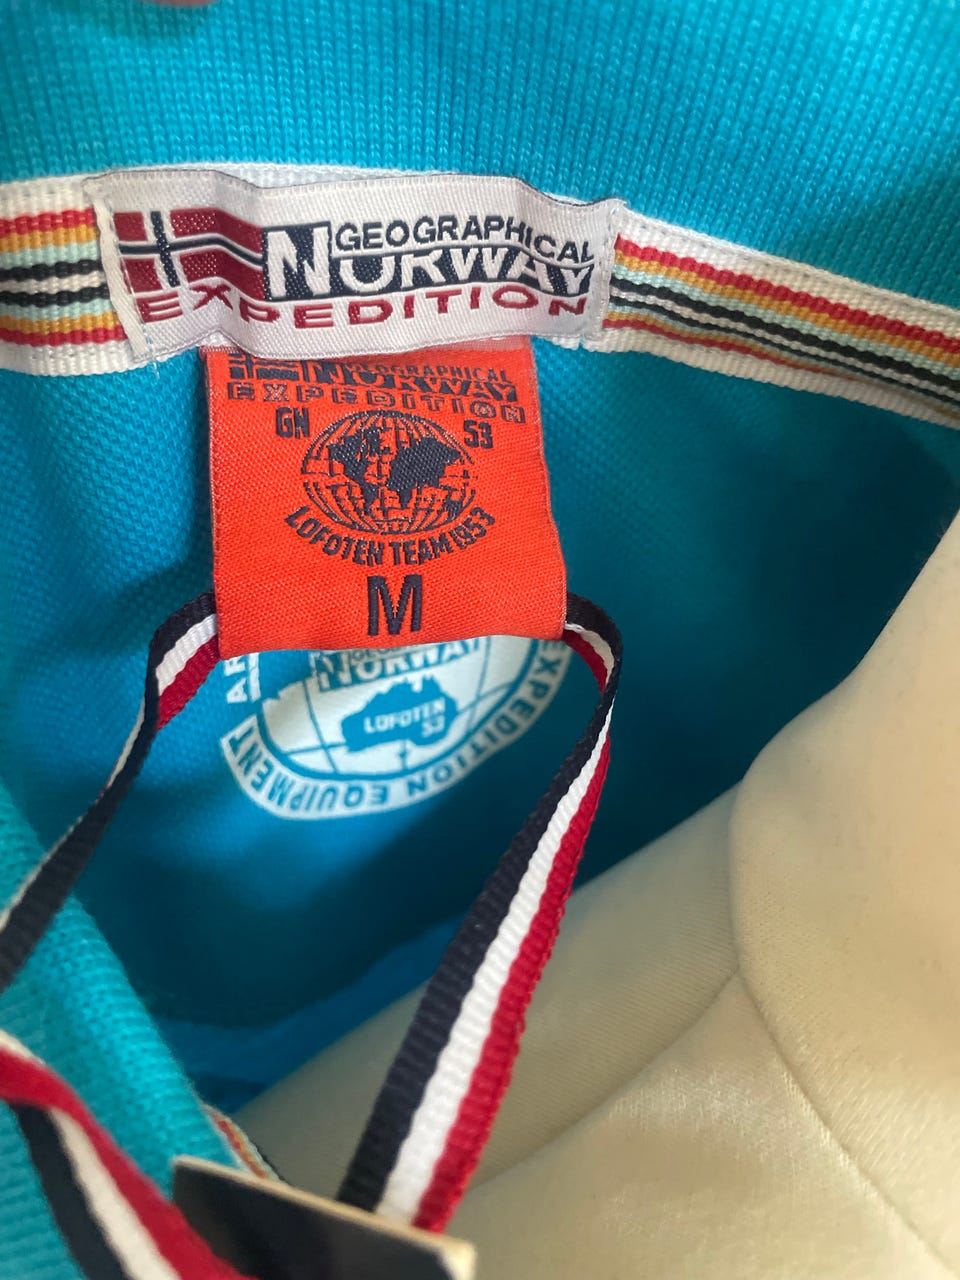 GEOGRAPHICAL
NORWAY
EXPEDITION
GEOGRAPHICAL
NORWAY
EXPEDITION
GN 53
LOFOTEN TEAM 1953
M
NORWAY
LOFOTEN
53
EXPEDITION EQUIPMENT